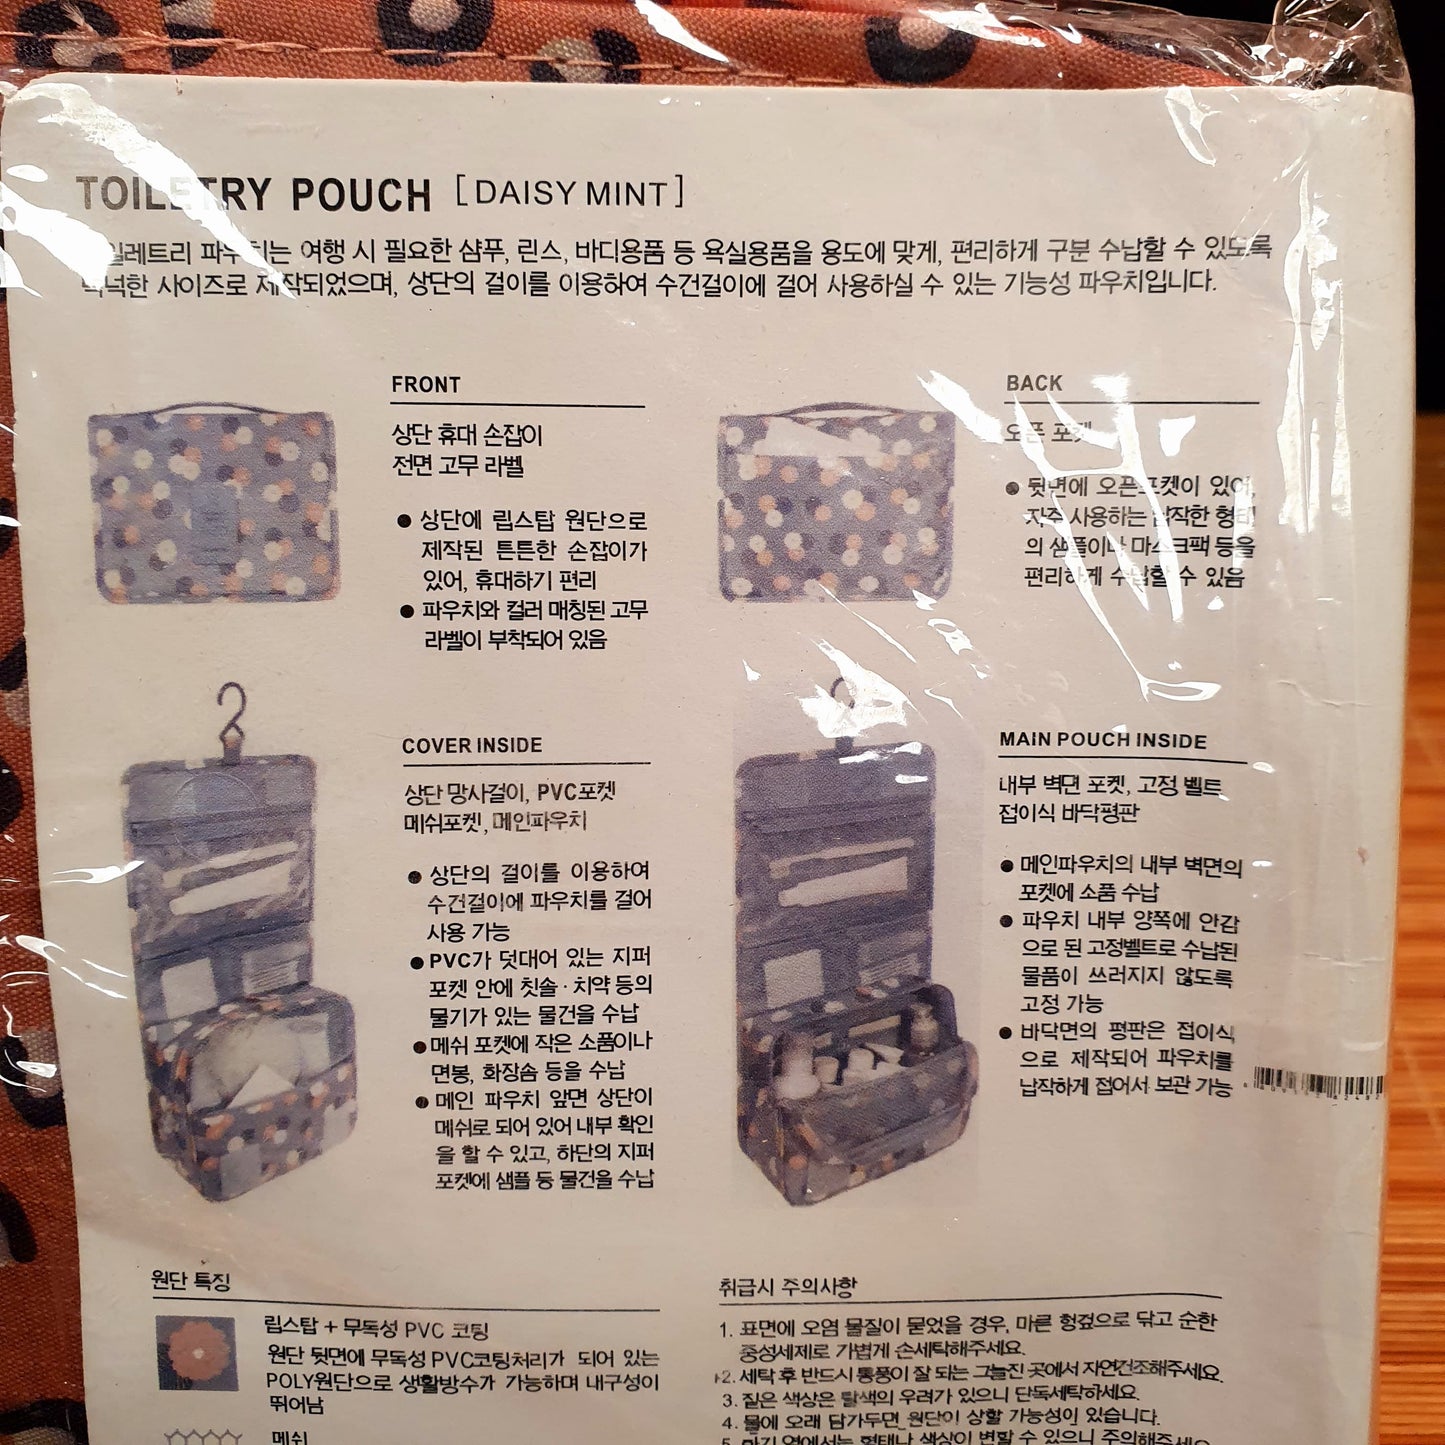 TOILETRY POUCH [DAISY MINT]
일레트리 파우치는 여행 시 필요한 샴푸, 린스, 바디용품 등 욕실용품을 용도에 맞게, 편리하게 구분 수납할 수 있도록
넉넉한 사이즈로 제작되었으며, 상단의 걸이를 이용하여 수건걸이에 걸어 사용하실 수 있는 기능성 파우치입니다.
FRONT
상단 휴대 손잡이
전면 고무 라벨
● 상단에 립스탑 원단으로
제작된 튼튼한 손잡이가
있어, 휴대하기 편리
● 파우치와 컬러 매칭된 고무
라벨이 부착되어 있음
BACK
오픈 포켓
● 뒷면에 오픈포켓이 있어,
자주 사용하는 납작한 형태
의 샘플이나 마스크팩 등을
편리하게 수납할 수 있음
COVER INSIDE
상단 망사걸이, PVC포켓
메쉬포켓, 메인파우치
● 상단의 걸이를 이용하여
수건걸이에 파우치를 걸어
사용 가능
● PVC가 덧대어 있는 지퍼
포켓 안에 칫솔 · 치약 등의
물기가 있는 물건을 수납
● 메쉬 포켓에 작은 소품이나
면봉, 화장솜 등을 수납
● 메인 파우치 앞면 상단이
메쉬로 되어 있어 내부 확인
을 할 수 있고, 하단의 지퍼
포켓에 샘플 등 물건을 수납
MAIN POUCH INSIDE
내부 벽면 포켓, 고정 벨트
접이식 바닥평판
● 메인파우치의 내부 벽면의
포켓에 소품 수납
● 파우치 내부 양쪽에 안감
으로 된 고정벨트로 수납된
물품이 쓰러지지 않도록
고정 가능
● 바닥면의 평판은 접이식
으로 제작되어 파우치를
납작하게 접어서 보관 가능
원단 특징
립스탑 + 무독성 PVC 코팅
원단 뒷면에 무독성 PVC코팅처리가 되어 있는
POLY원단으로 생활방수가 가능하며 내구성이
뛰어남
메쉬
취급시 주의사항
1. 표면에 오염 물질이 묻었을 경우, 마른 헝겊으로 닦고 순한
중성세제로 가볍게 손세탁해주세요.
2. 세탁 후 반드시 통풍이 잘 되는 그늘진 곳에서 자연건조해주세요.
3. 짙은 색상은 탈색의 우려가 있으니 단독세탁하세요.
4. 물에 오래 담가두면 원단이 상할 가능성이 있습니다.
5. 형태나 색상이 변할 수 있으니 주의해주세요